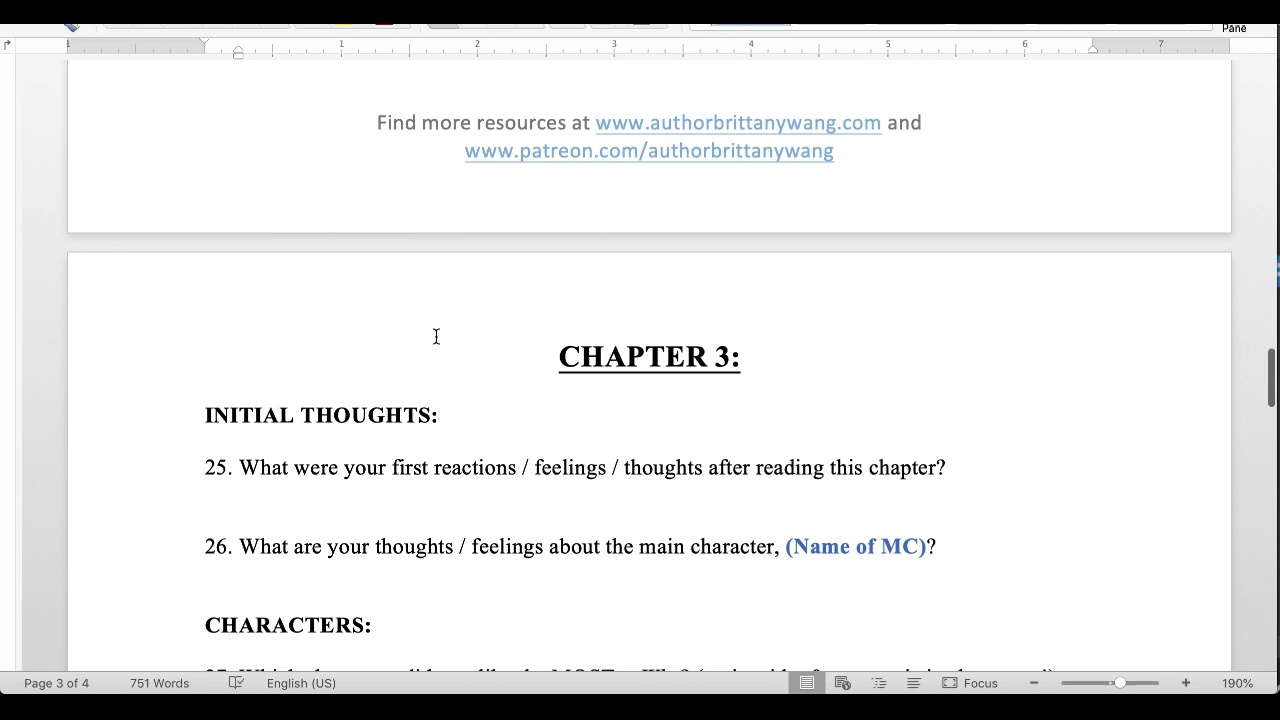 Pane
1 1 2 3 4 5 6 7
Find more resources at www.authorbrittanywang.com and
www.patreon.com/authorbrittanywang
CHAPTER 3:
INITIAL THOUGHTS:
25. What were your first reactions / feelings / thoughts after reading this chapter?
26. What are your thoughts / feelings about the main character, (Name of MC)?
CHARACTERS:
Page 3 of 4 751 Words English (US) Focus 190%